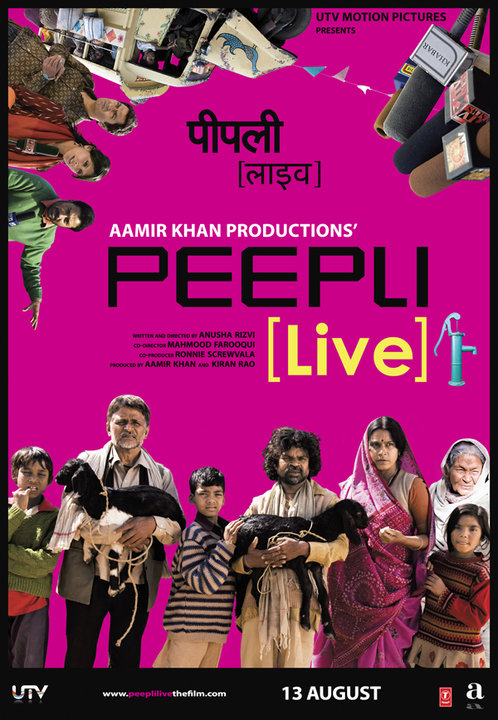 UTV MOTION PICTURES
PRESENTS
KHABAR
पीपली
[लाइव]
AAMIR KHAN PRODUCTIONS'
PEEPLI
[Live]
WRITTEN AND DIRECTED BY ANUSHA RIZVI
CO-DIRECTOR MAHMOOD FAROOQUI
CO-PRODUCER RONNIE SCREWVALA
PRODUCED BY AAMIR KHAN AND KIRAN RAO
UTV
www.peeplilivethefilm.com
13 AUGUST
T
a